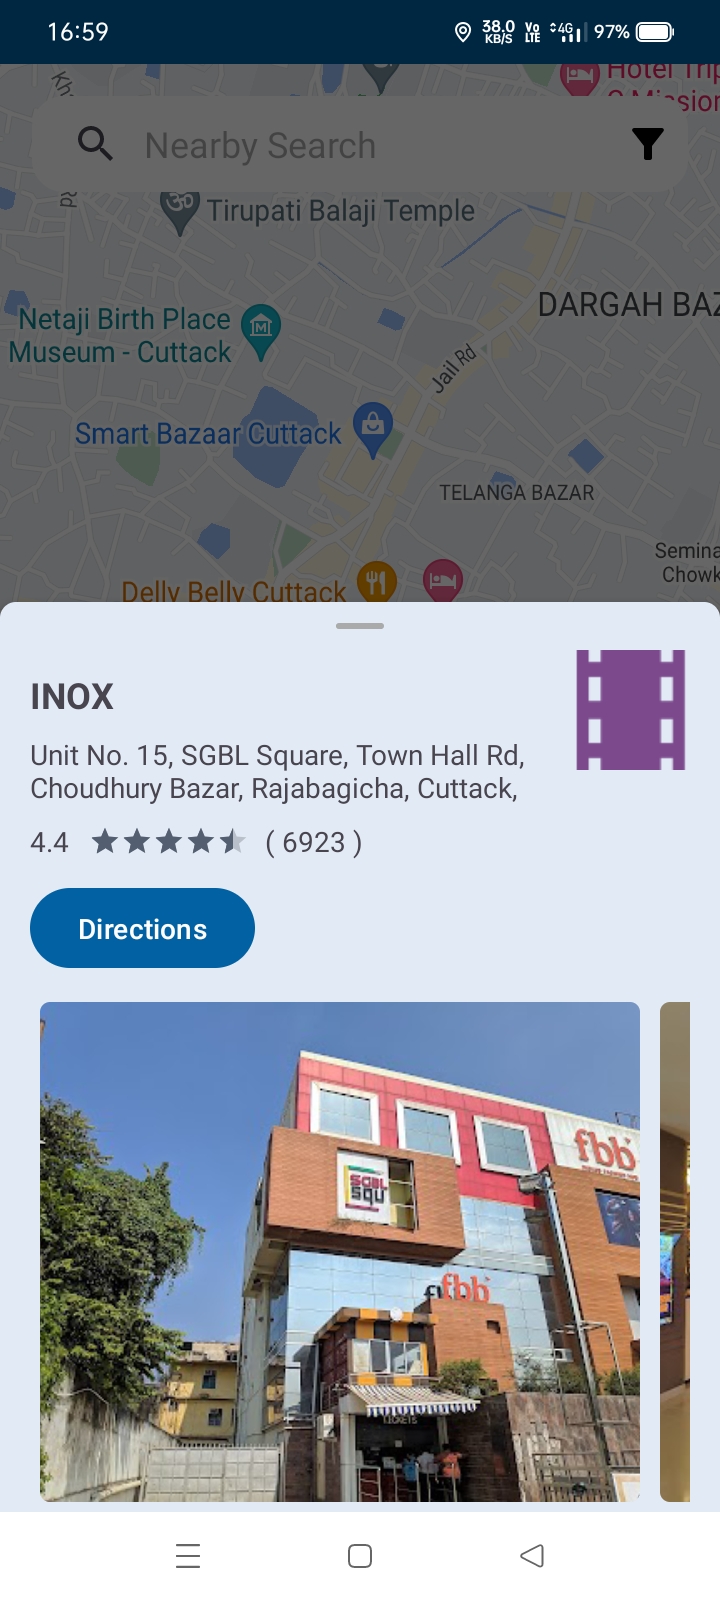 16:59
38.0
KB/S
Vo
LTE
4G
97%
Hotel Trip
C Mission
Nearby Search
Tirupati Balaji Temple
Netaji Birth Place
Museum - Cuttack
DARGAH BAZ
Jail Rd
Smart Bazaar Cuttack
TELANGA BAZAR
Semina
Chowk
Delly Belly Cuttack
INOX
Unit No. 15, SGBL Square, Town Hall Rd,
Choudhury Bazar, Rajabagicha, Cuttack,
4.4 ( 6923 )
Directions
fbb
SGBL
SQU
fbb
TICKETS